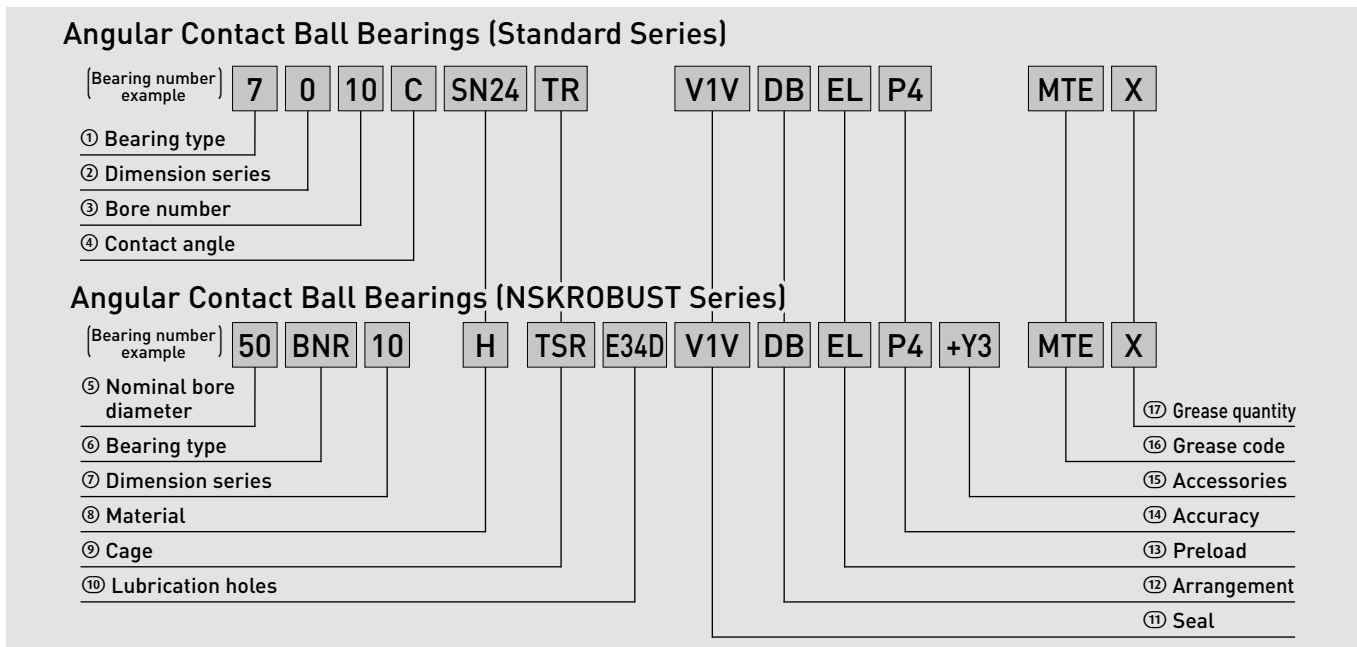 Angular Contact Ball Bearings (Standard Series)
(Bearing number example) 7 0 10 C SN24 TR V1V DB EL P4 MTE X
① Bearing type
② Dimension series
③ Bore number
④ Contact angle
Angular Contact Ball Bearings (NSKROBUST Series)
(Bearing number example) 50 BNR 10 H TSR E34D V1V DB EL P4 +Y3 MTE X
⑤ Nominal bore
diameter
⑥ Bearing type
⑦ Dimension series
⑧ Material
⑨ Cage
⑩ Lubrication holes
⑰ Grease quantity
⑯ Grease code
⑮ Accessories
⑭ Accuracy
⑬ Preload
⑫ Arrangement
⑪ Seal